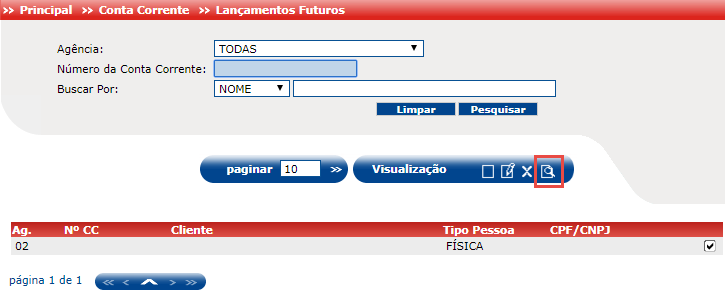 >> Principal >> Conta Corrente >> Lançamentos Futuros
Agência: TODAS
Número da Conta Corrente:
Buscar Por: NOME
Limpar Pesquisar
paginar 10 >> Visualização
Ag. Nº CC Cliente Tipo Pessoa CPF/CNPJ
02 FÍSICA
página 1 de 1 << < > >>